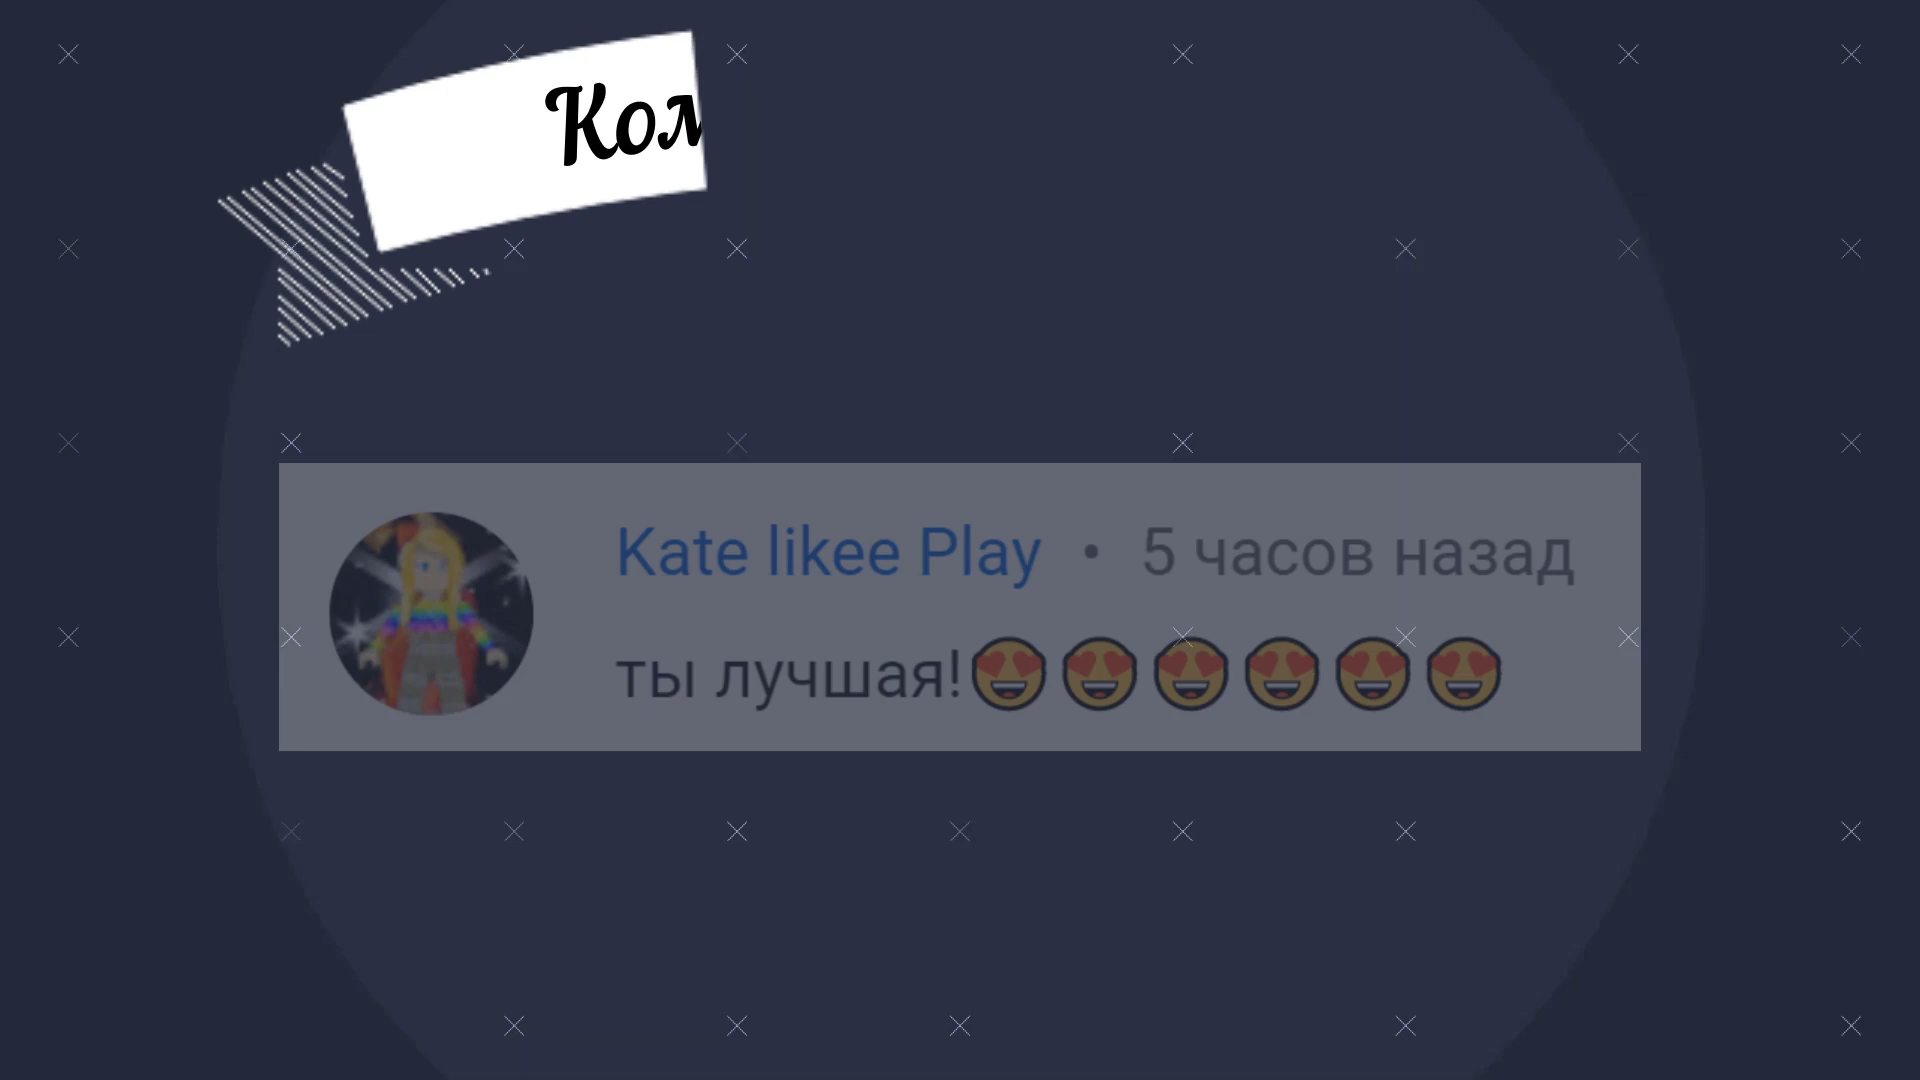 Ком
Kate likee Play • 5 часов назад
ты лучшая!😍😍😍😍😍😍